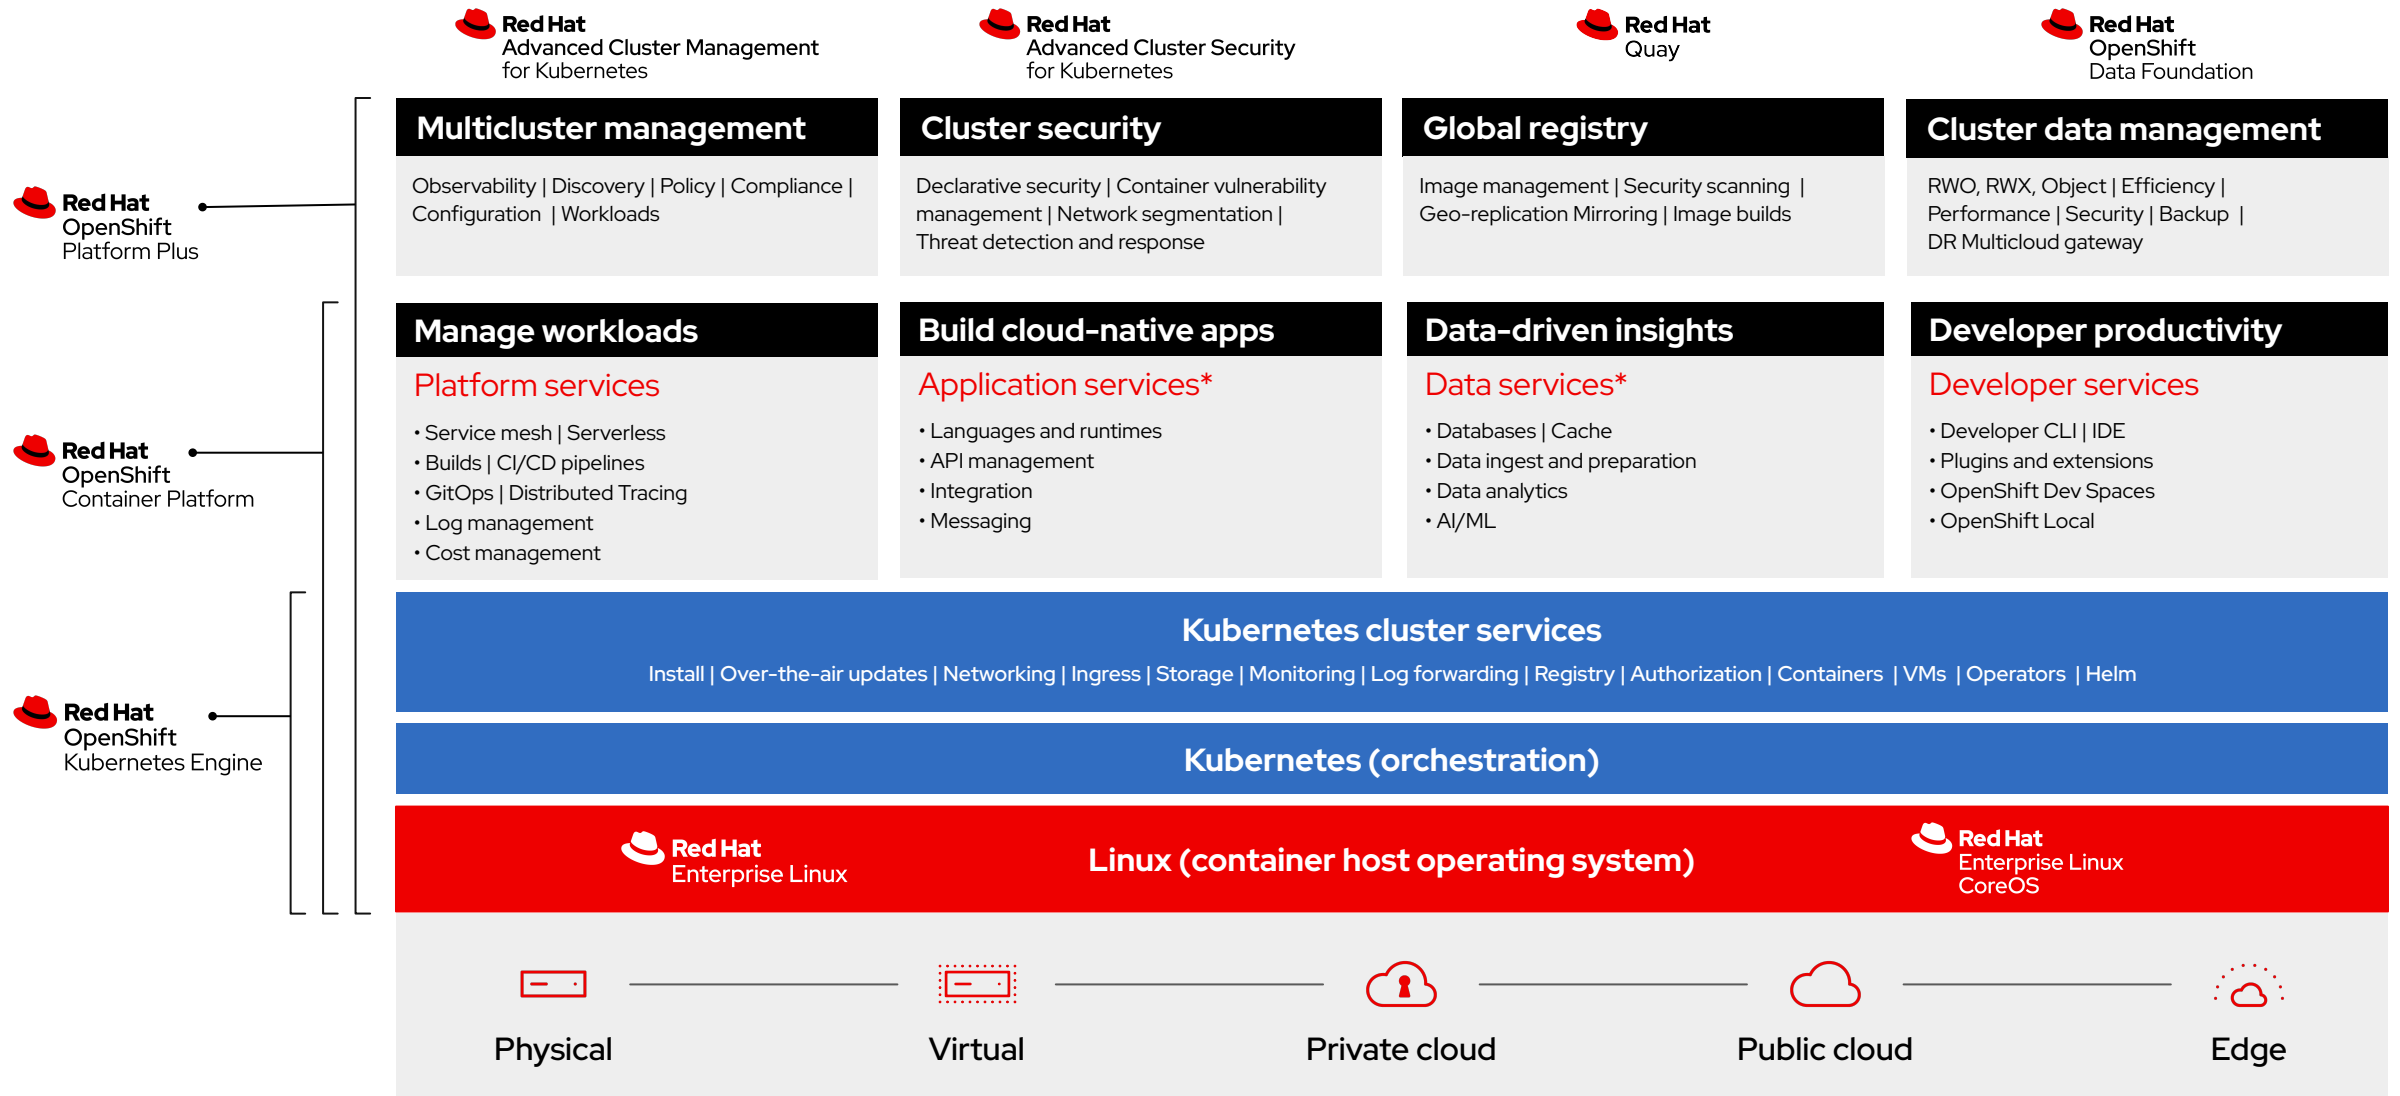 Red Hat
Advanced Cluster Management
for Kubernetes
Red Hat
Advanced Cluster Security
for Kubernetes
Red Hat
Quay
Red Hat
OpenShift
Data Foundation
Red Hat
OpenShift
Platform Plus
Multicluster management
Observability | Discovery | Policy | Compliance |
Configuration | Workloads
Cluster security
Declarative security | Container vulnerability
management | Network segmentation |
Threat detection and response
Global registry
Image management | Security scanning |
Geo-replication Mirroring | Image builds
Cluster data management
RWO, RWX, Object | Efficiency |
Performance | Security | Backup |
DR Multicloud gateway
Red Hat
OpenShift
Container Platform
Manage workloads
Platform services
• Service mesh | Serverless
• Builds | CI/CD pipelines
• GitOps | Distributed Tracing
• Log management
• Cost management
Build cloud-native apps
Application services*
• Languages and runtimes
• API management
• Integration
• Messaging
Data-driven insights
Data services*
• Databases | Cache
• Data ingest and preparation
• Data analytics
• AI/ML
Developer productivity
Developer services
• Developer CLI | IDE
• Plugins and extensions
• OpenShift Dev Spaces
• OpenShift Local
Red Hat
OpenShift
Kubernetes Engine
Kubernetes cluster services
Install | Over-the-air updates | Networking | Ingress | Storage | Monitoring | Log forwarding | Registry | Authorization | Containers | VMs | Operators | Helm
Kubernetes (orchestration)
Red Hat
Enterprise Linux
Linux (container host operating system)
Red Hat
Enterprise Linux
CoreOS
Physical
Virtual
Private cloud
Public cloud
Edge